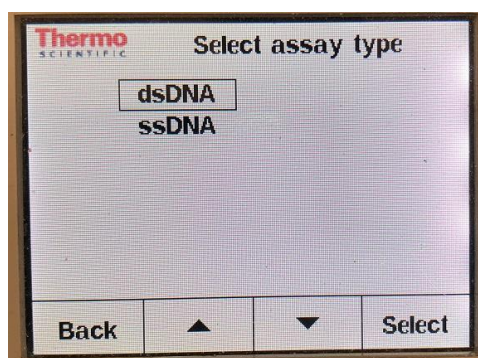 Thermo
SCIENTIFIC
Select assay type
dsDNA
ssDNA
Back
Select